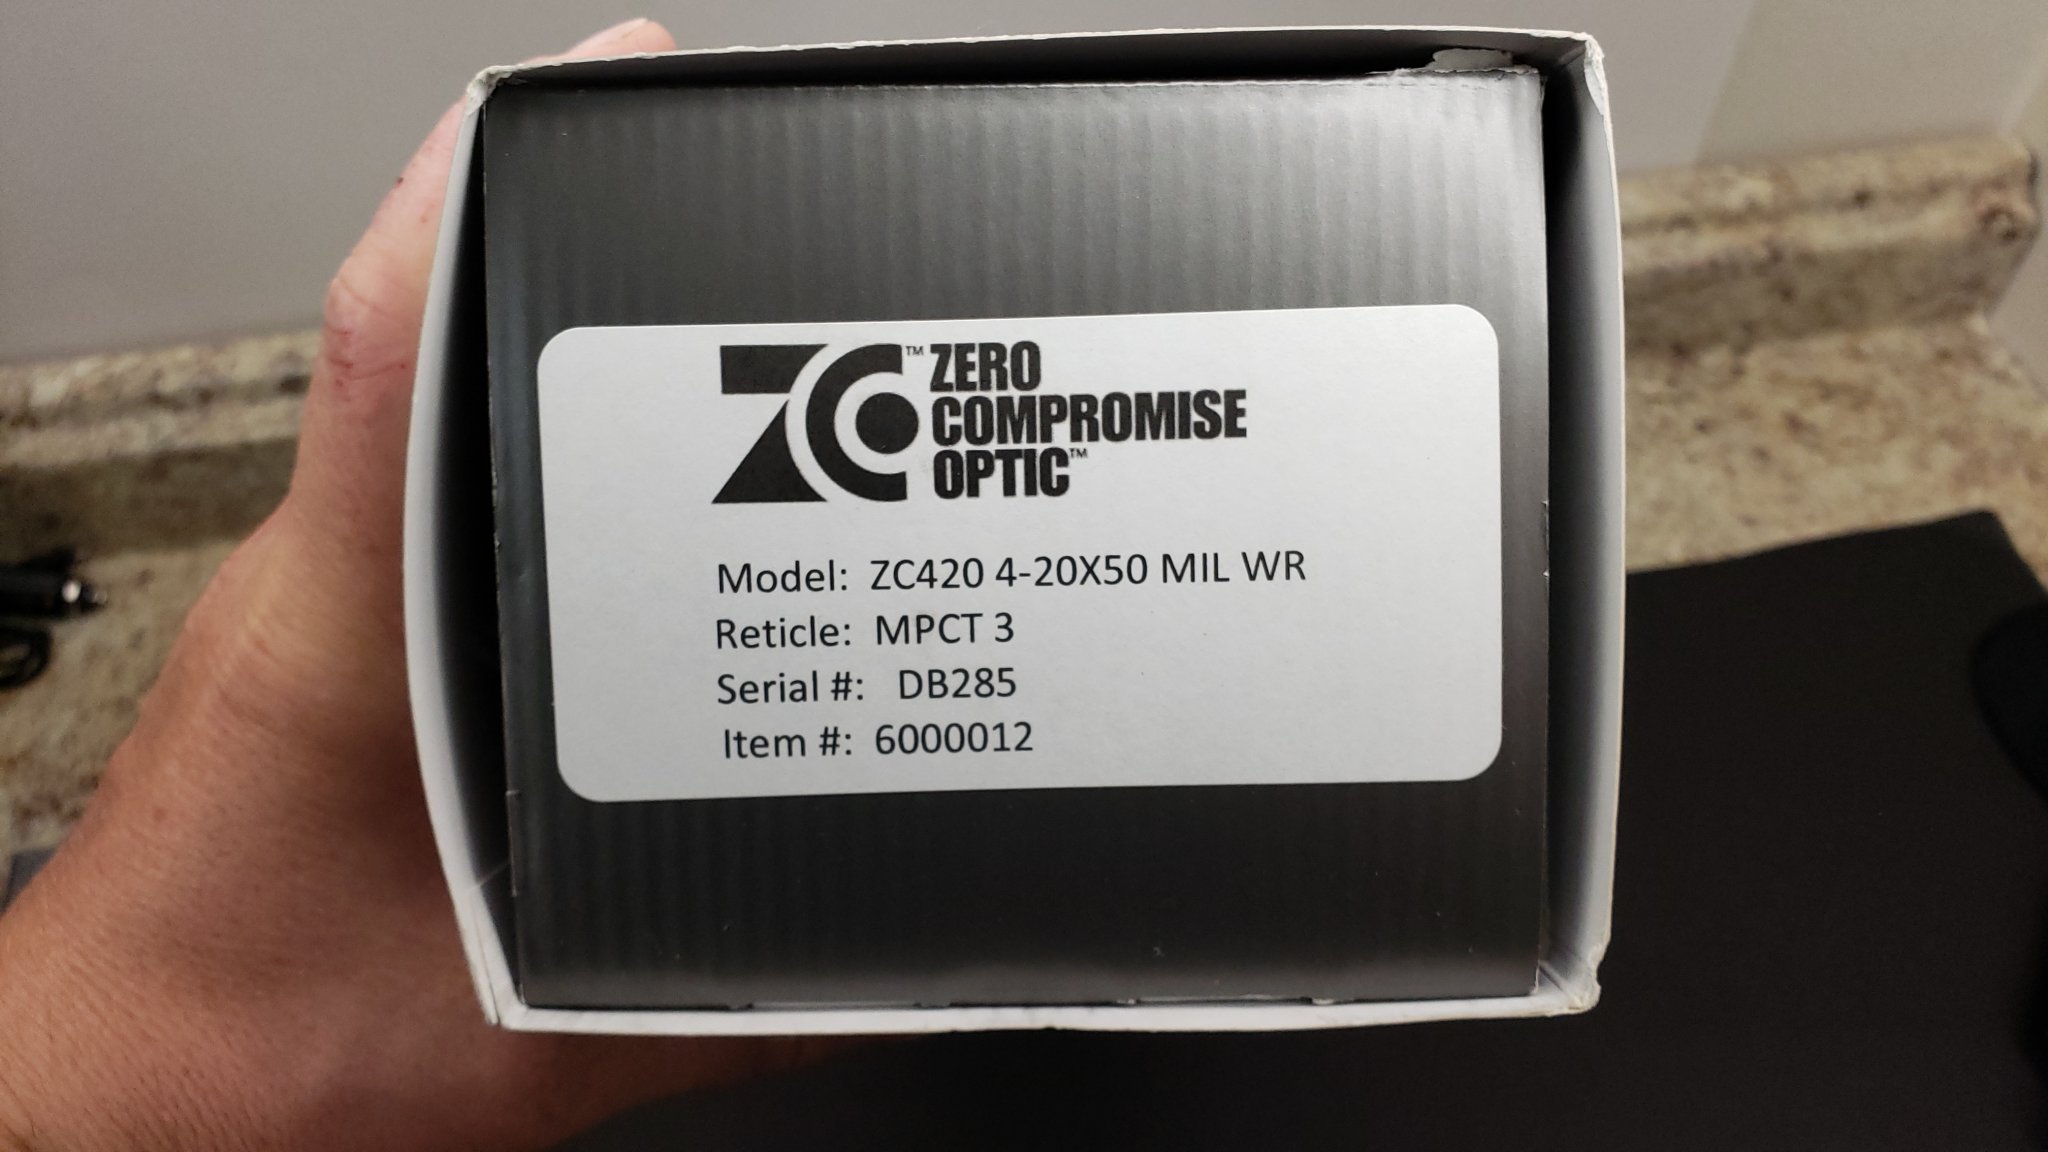 ZC™ ZERO
COMPROMISE
OPTIC™
Model: ZC420 4-20X50 MIL WR
Reticle: MPCT 3
Serial #: DB285
Item #: 6000012